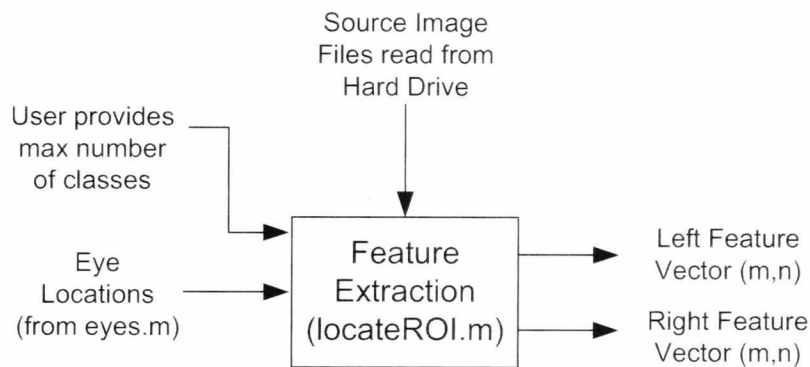 Source Image
Files read from
Hard Drive
User provides
max number
of classes
Eye
Locations
(from eyes.m)
Feature
Extraction
(locateROI.m)
Left Feature
Vector (m,n)
Right Feature
Vector (m,n)